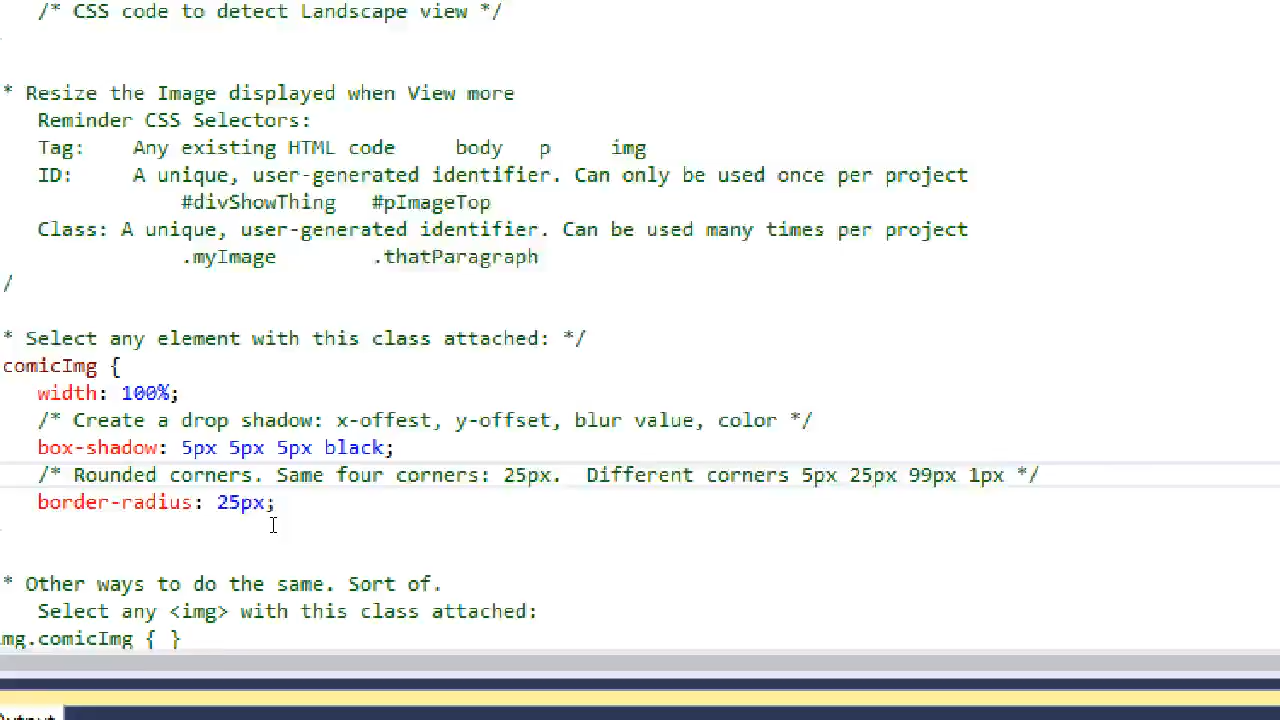 /* CSS code to detect Landscape view */
* Resize the Image displayed when View more
Reminder CSS Selectors:
Tag: Any existing HTML code body p img
ID: A unique, user-generated identifier. Can only be used once per project
#divShowThing #pImageTop
Class: A unique, user-generated identifier. Can be used many times per project
.myImage .thatParagraph
/
* Select any element with this class attached: */
comicImg {
width: 100%;
/* Create a drop shadow: x-offest, y-offset, blur value, color */
box-shadow: 5px 5px 5px black;
/* Rounded corners. Same four corners: 25px. Different corners 5px 25px 99px 1px */
border-radius: 25px;
* Other ways to do the same. Sort of.
Select any <img> with this class attached:
mg.comicImg { }